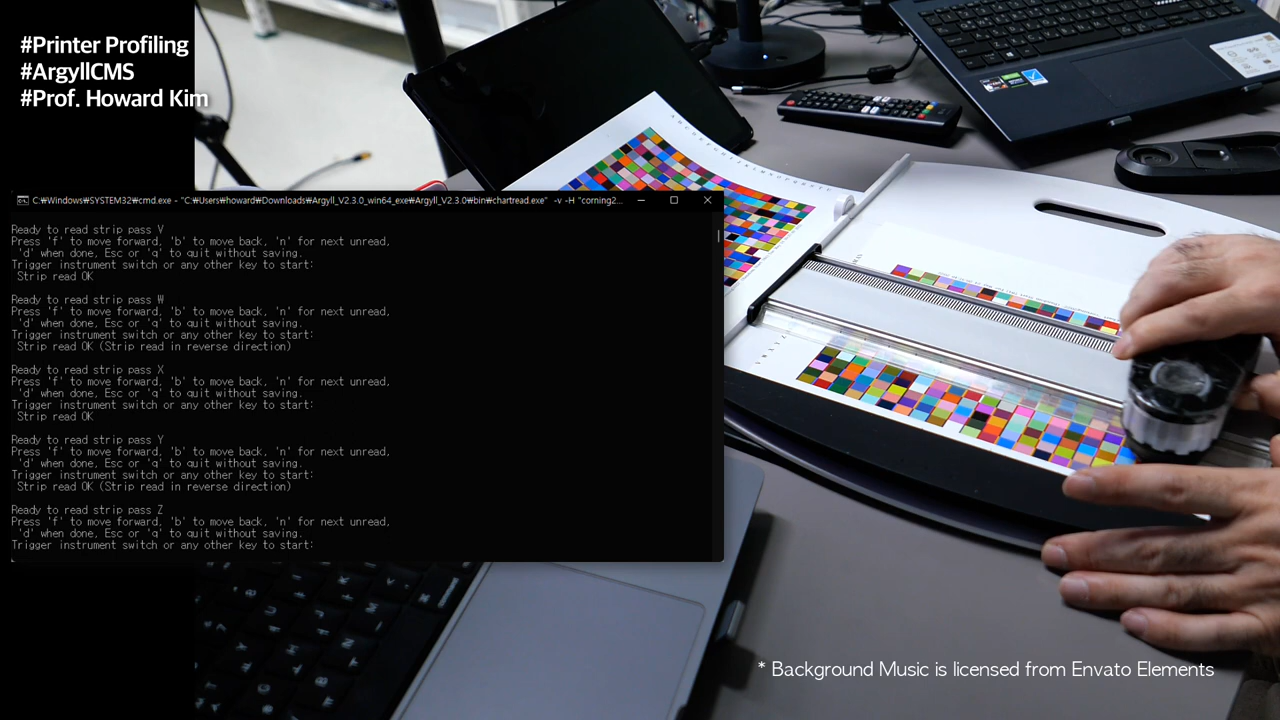 #Printer Profiling
#ArgyllCMS
#Prof. Howard Kim
C:₩Windows₩SYSTEM32₩cmd.exe - "C:₩Users₩howard₩Downloads₩Argyll_V2.3.0_win64_exe₩Argyll_V2.3.0₩bin₩chartread.exe" -v -H "corning2...
Ready to read strip pass V
Press 'f' to move forward, 'b' to move back, 'n' for next unread,
'd' when done, Esc or 'q' to quit without saving.
Trigger instrument switch or any other key to start:
Strip read OK
Ready to read strip pass W
Press 'f' to move forward, 'b' to move back, 'n' for next unread,
'd' when done, Esc or 'q' to quit without saving.
Trigger instrument switch or any other key to start:
Strip read OK (Strip read in reverse direction)
Ready to read strip pass X
Press 'f' to move forward, 'b' to move back, 'n' for next unread,
'd' when done, Esc or 'q' to quit without saving.
Trigger instrument switch or any other key to start:
Strip read OK
Ready to read strip pass Y
Press 'f' to move forward, 'b' to move back, 'n' for next unread,
'd' when done, Esc or 'q' to quit without saving.
Trigger instrument switch or any other key to start:
Strip read OK (Strip read in reverse direction)
Ready to read strip pass Z
Press 'f' to move forward, 'b' to move back, 'n' for next unread,
'd' when done, Esc or 'q' to quit without saving.
Trigger instrument switch or any other key to start:
* Background Music is licensed from Envato Elements